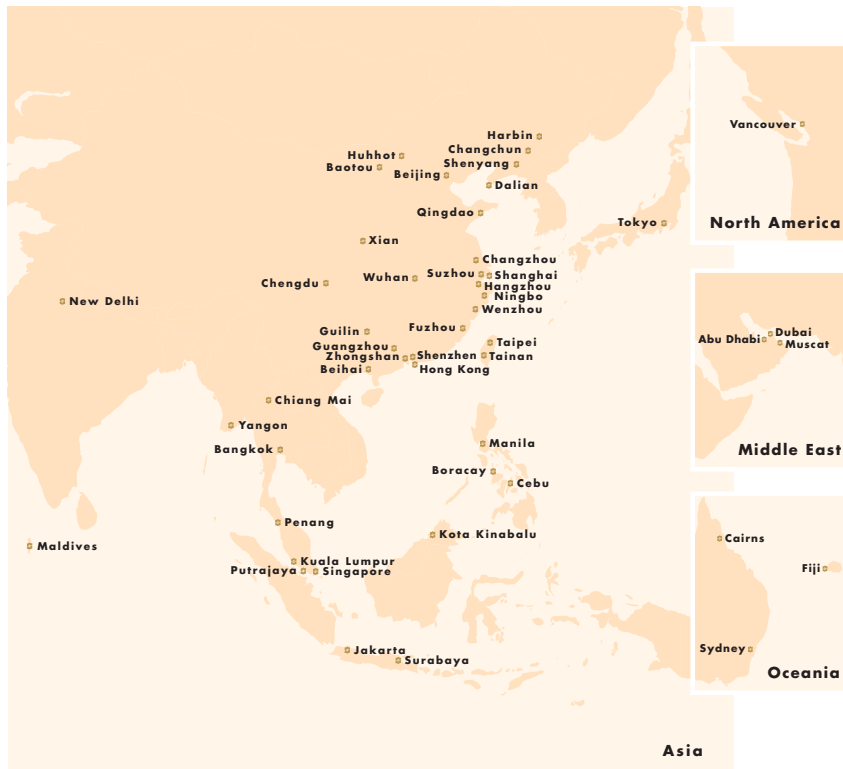 Harbin
Changchun
Huhhot
Shenyang
Baotou
Beijing
Dalian
Qingdao
Tokyo
Xian
Changzhou
Suzhou
Shanghai
Wuhan
Chengdu
Hangzhou
Ningbo
New Delhi
Wenzhou
Guilin
Fuzhou
Taipei
Guangzhou
Zhongshan
Shenzhen
Tainan
Beihai
Hong Kong
Chiang Mai
Yangon
Manila
Bangkok
Boracay
Cebu
Penang
Kota Kinabalu
Maldives
Kuala Lumpur
Putrajaya
Singapore
Jakarta
Surabaya
Asia
Vancouver
North America
Dubai
Abu Dhabi
Muscat
Middle East
Cairns
Fiji
Sydney
Oceania